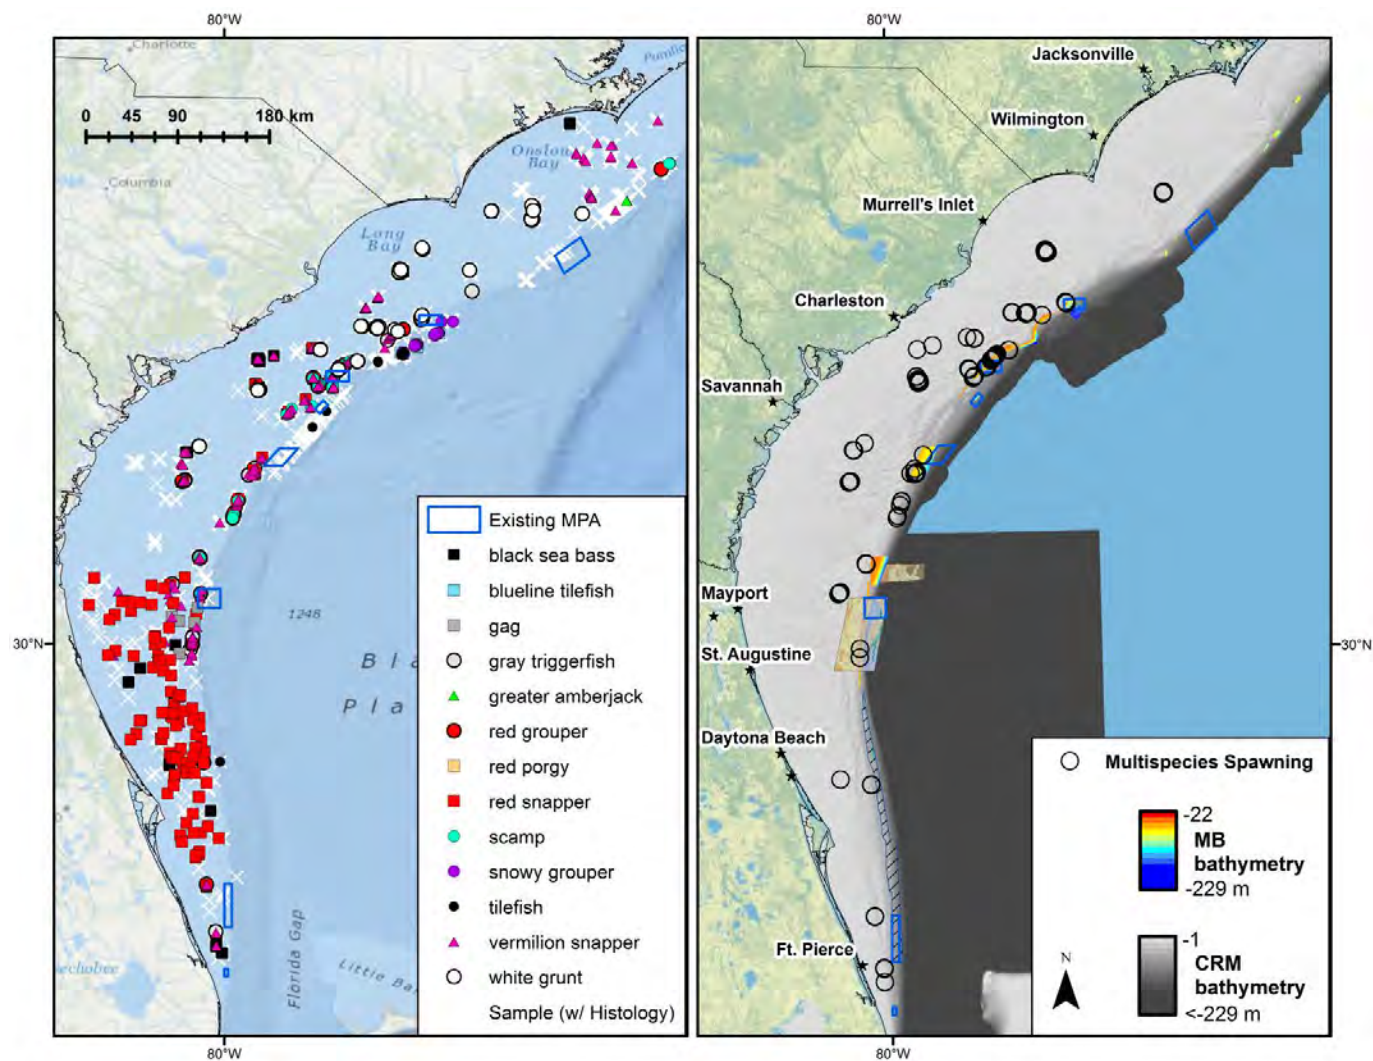 80°W
80°W
Charlotte
Pamlico
Jacksonville
0 45 90 180 km
Wilmington
Onslow
Bay
Columbia
Murrell's Inlet
Long
Bay
Charleston
Savannah
Existing MPA
black sea bass
blueline tilefish
gag
gray triggerfish
greater amberjack
red grouper
red porgy
red snapper
scamp
snowy grouper
tilefish
vermilion snapper
white grunt
Sample (w/ Histology)
1248
Bla
Pla
Florida Gap
Little Ba
echobee
30°N
30°N
Mayport
St. Augustine
Daytona Beach
Ft. Pierce
Multispecies Spawning
-22
MB
bathymetry
-229 m
-1
CRM
bathymetry
<-229 m
N
80°W
80°W